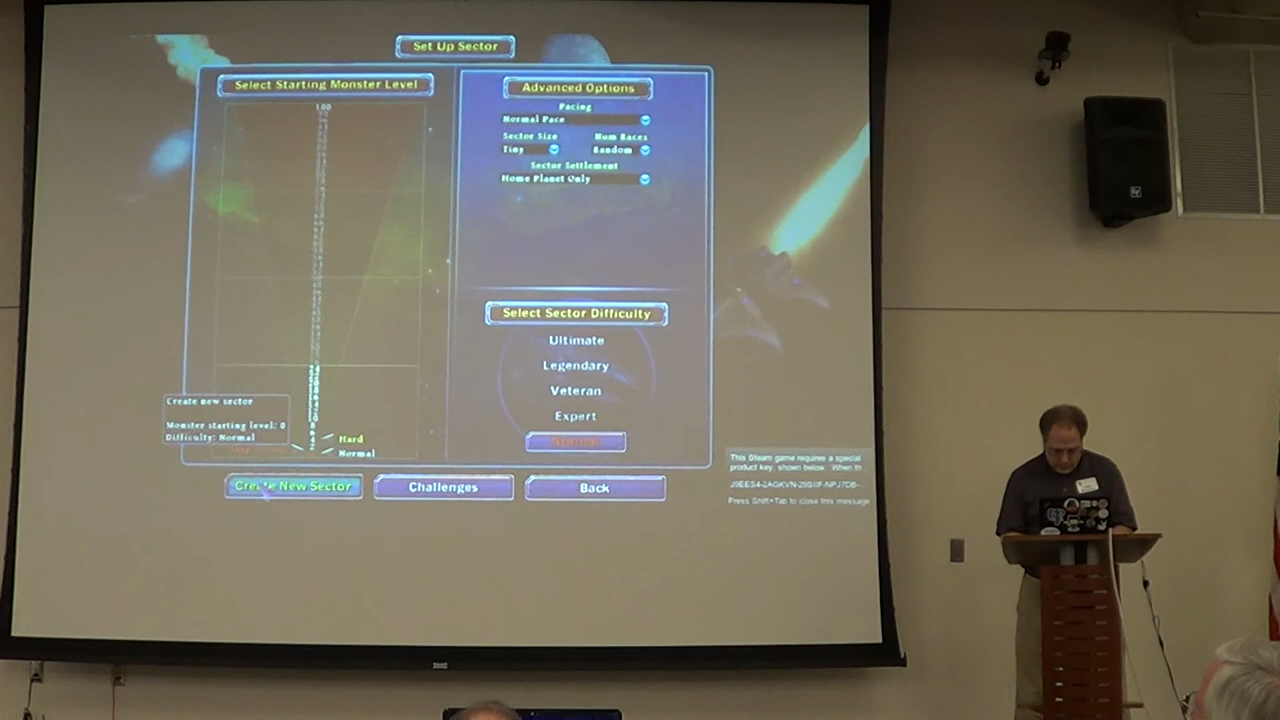 Set Up Sector
Select Starting Monster Level
100
Hard
Normal
Create new sector
Monster starting level: 0
Difficulty: Normal
Advanced Options
Pacing
Normal Pace
Sector Size
Num Races
Tiny
Random
Sector Settlement
Home Planet Only
Select Sector Difficulty
Ultimate
Legendary
Veteran
Expert
Normal
Create New Sector
Challenges
Back
This Steam game requires a special
product key, shown below. When th...
Press Shift+Tab to close this message